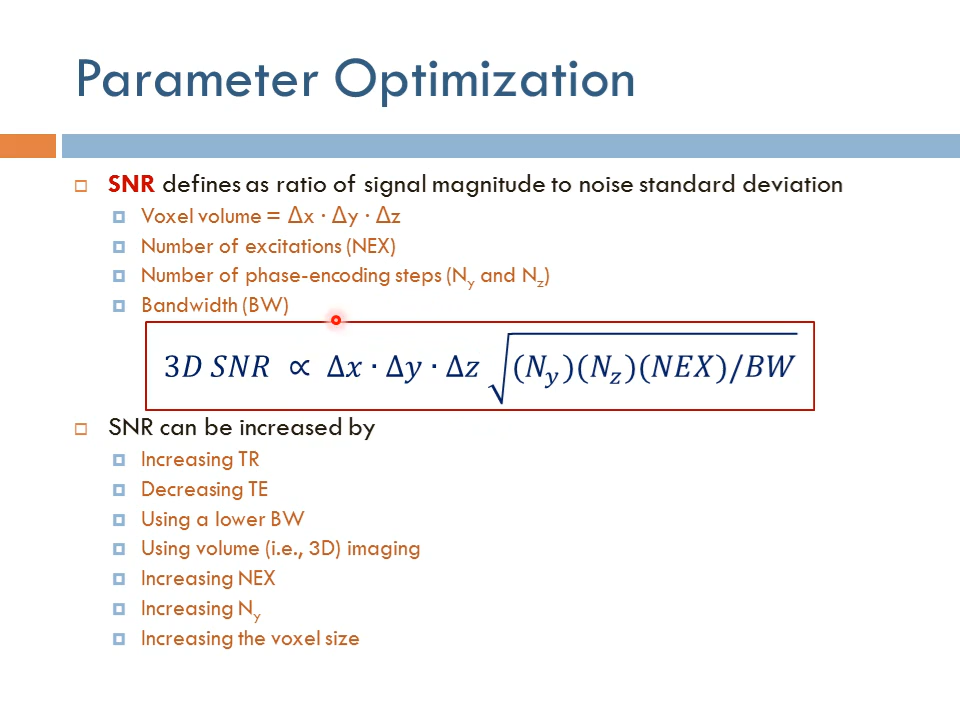 Parameter Optimization
SNR defines as ratio of signal magnitude to noise standard deviation
Voxel volume = Δx · Δy · Δz
Number of excitations (NEX)
Number of phase-encoding steps (Ny and Nz)
Bandwidth (BW)
3D SNR ∝ Δx · Δy · Δz √(Ny)(Nz)(NEX)/BW
SNR can be increased by
Increasing TR
Decreasing TE
Using a lower BW
Using volume (i.e., 3D) imaging
Increasing NEX
Increasing Ny
Increasing the voxel size